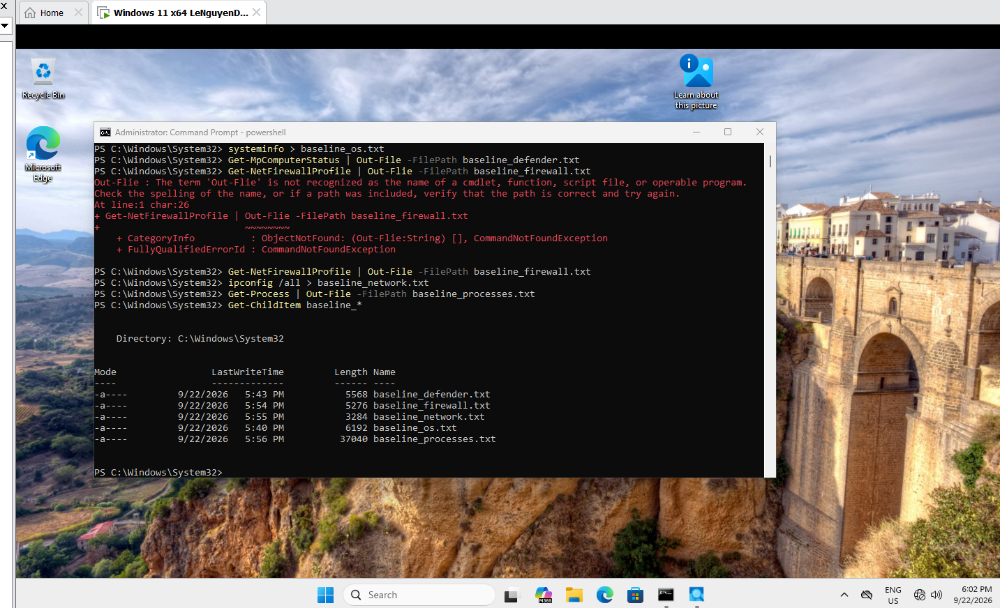 Home
Windows 11 x64 LeNguyenD...
Recycle Bin
Learn about
this picture
Microsoft
Edge
Administrator: Command Prompt - powershell
PS C:\Windows\System32> systeminfo > baseline_os.txt
PS C:\Windows\System32> Get-MpComputerStatus | Out-File -FilePath baseline_defender.txt
PS C:\Windows\System32> Get-NetFirewallProfile | Out-Flie -FilePath baseline_firewall.txt
Out-Flie : The term 'Out-Flie' is not recognized as the name of a cmdlet, function, script file, or operable program.
Check the spelling of the name, or if a path was included, verify that the path is correct and try again.
At line:1 char:26
+ Get-NetFirewallProfile | Out-Flie -FilePath baseline_firewall.txt
+                          ~~~~~~~~
    + CategoryInfo          : ObjectNotFound: (Out-Flie:String) [], CommandNotFoundException
    + FullyQualifiedErrorId : CommandNotFoundException
PS C:\Windows\System32> Get-NetFirewallProfile | Out-File -FilePath baseline_firewall.txt
PS C:\Windows\System32> ipconfig /all > baseline_network.txt
PS C:\Windows\System32> Get-Process | Out-File -FilePath baseline_processes.txt
PS C:\Windows\System32> Get-ChildItem baseline_*
    Directory: C:\Windows\System32
Mode                 LastWriteTime         Length Name
----                 -------------         ------ ----
-a----         9/22/2026   5:43 PM           5568 baseline_defender.txt
-a----         9/22/2026   5:54 PM           5276 baseline_firewall.txt
-a----         9/22/2026   5:55 PM           3284 baseline_network.txt
-a----         9/22/2026   5:40 PM           6192 baseline_os.txt
-a----         9/22/2026   5:56 PM          37040 baseline_processes.txt
PS C:\Windows\System32>
Search
M365
ENG
US
6:02 PM
9/22/2026